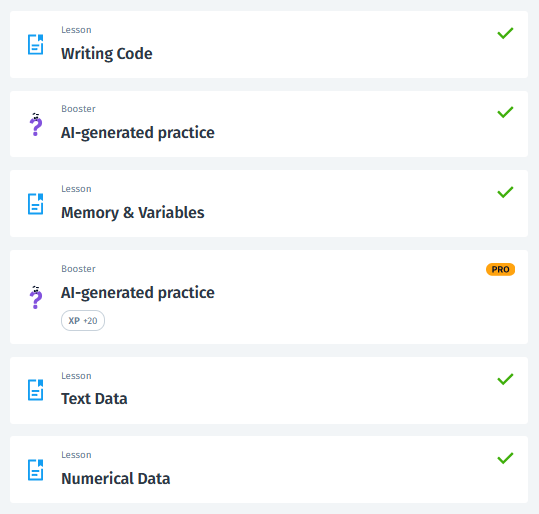 Lesson
Writing Code
Booster
AI-generated practice
Lesson
Memory & Variables
Booster
PRO
AI-generated practice
XP +20
Lesson
Text Data
Lesson
Numerical Data